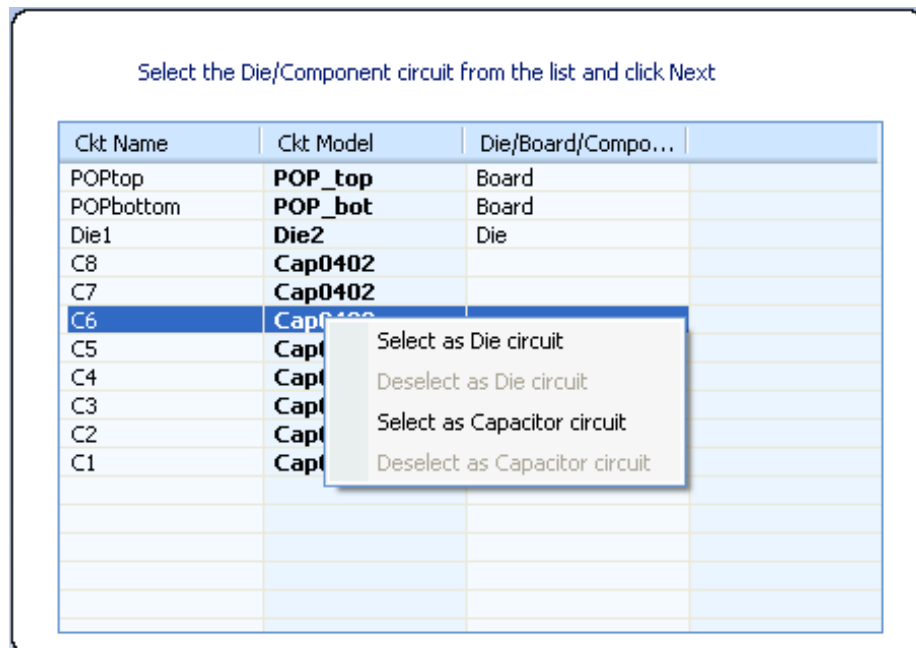 Select the Die/Component circuit from the list and click Next
Ckt Name Ckt Model Die/Board/Compo...
POPtop POP_top Board
POPbottom POP_bot Board
Die1 Die2 Die
C8 Cap0402
C7 Cap0402
C6
C5
C4
C3
C2
C1
Select as Die circuit
Deselect as Die circuit
Select as Capacitor circuit
Deselect as Capacitor circuit